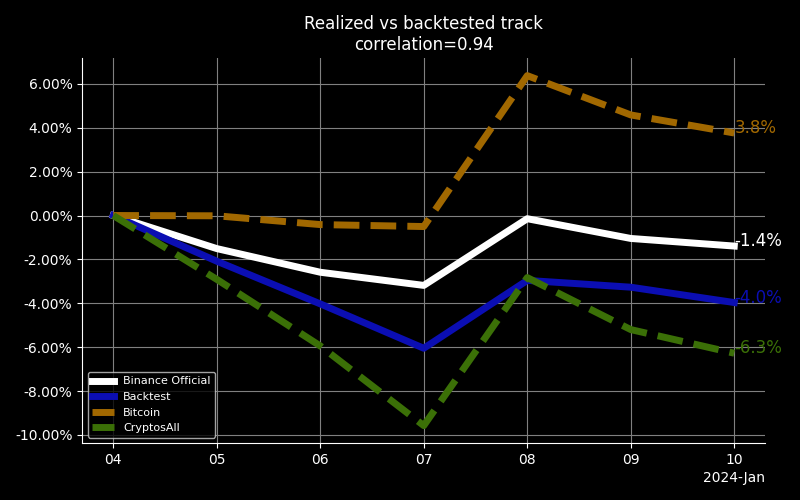 Realized vs backtested track
correlation=0.94
6.00%
4.00%
2.00%
0.00%
-2.00%
-4.00%
-6.00%
-8.00%
-10.00%
3.8%
-1.4%
-4.0%
-6.3%
Binance Official
Backtest
Bitcoin
CryptosAll
04 05 06 07 08 09 10
2024-Jan